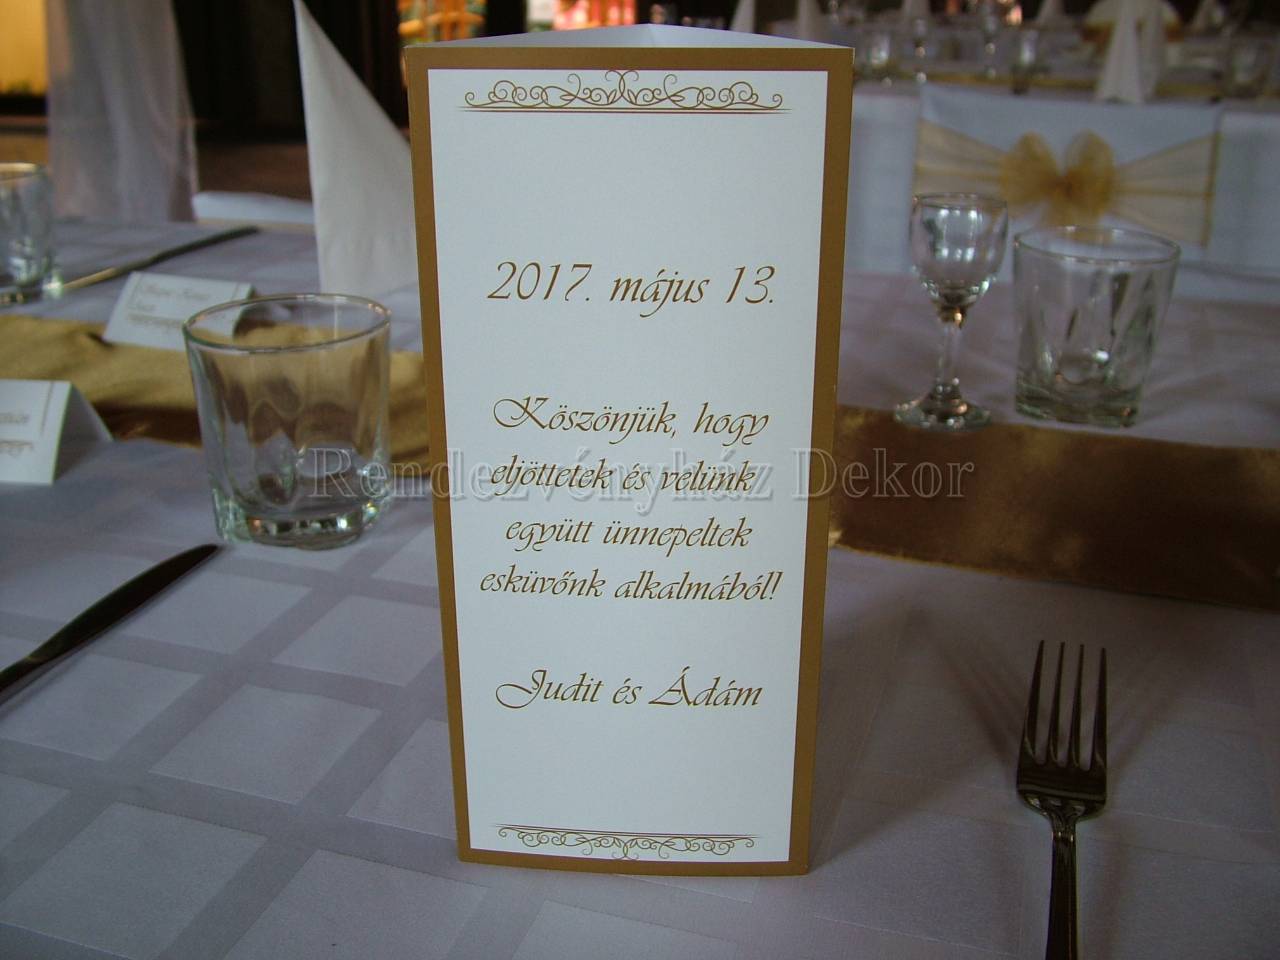 2017. május 13.
Köszönjük, hogy
eljöttetek és velünk
együtt ünnepeltek
esküvőnk alkalmából!
Judit és Ádám
Rendezvényház Dekor